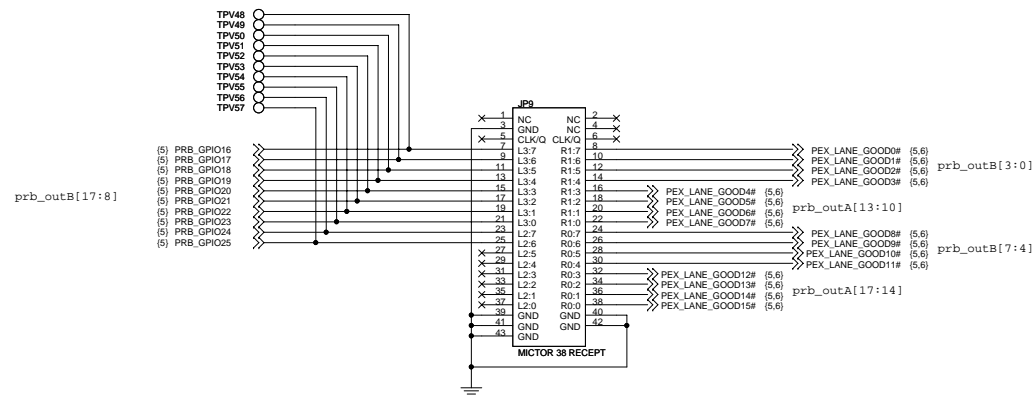 TPV48
TPV49
TPV50
TPV51
TPV52
TPV53
TPV54
TPV55
TPV56
TPV57
JP9
1 NC NC 2
3 GND NC 4
5 CLK/Q CLK/Q 6
{5} PRB_GPIO16 7 L3:7 R1:7 8 PEX_LANE_GOOD0# {5,6}
{5} PRB_GPIO17 9 L3:6 R1:6 10 PEX_LANE_GOOD1# {5,6}
{5} PRB_GPIO18 11 L3:5 R1:5 12 PEX_LANE_GOOD2# {5,6}
{5} PRB_GPIO19 13 L3:4 R1:4 14 PEX_LANE_GOOD3# {5,6}
prb_outB[3:0]
{5} PRB_GPIO20 15 L3:3 R1:3 16 PEX_LANE_GOOD4# {5,6}
{5} PRB_GPIO21 17 L3:2 R1:2 18 PEX_LANE_GOOD5# {5,6}
prb_outB[17:8]
{5} PRB_GPIO22 19 L3:1 R1:1 20 PEX_LANE_GOOD6# {5,6}
{5} PRB_GPIO23 21 L3:0 R1:0 22 PEX_LANE_GOOD7# {5,6}
prb_outA[13:10]
{5} PRB_GPIO24 23 L2:7 R0:7 24 PEX_LANE_GOOD8# {5,6}
{5} PRB_GPIO25 25 L2:6 R0:6 26 PEX_LANE_GOOD9# {5,6}
27 L2:5 R0:5 28 PEX_LANE_GOOD10# {5,6}
29 L2:4 R0:4 30 PEX_LANE_GOOD11# {5,6}
prb_outB[7:4]
31 L2:3 R0:3 32 PEX_LANE_GOOD12# {5,6}
33 L2:2 R0:2 34 PEX_LANE_GOOD13# {5,6}
35 L2:1 R0:1 36 PEX_LANE_GOOD14# {5,6}
37 L2:0 R0:0 38 PEX_LANE_GOOD15# {5,6}
prb_outA[17:14]
39 GND GND 40
41 GND GND 42
43 GND
MICTOR 38 RECEPT